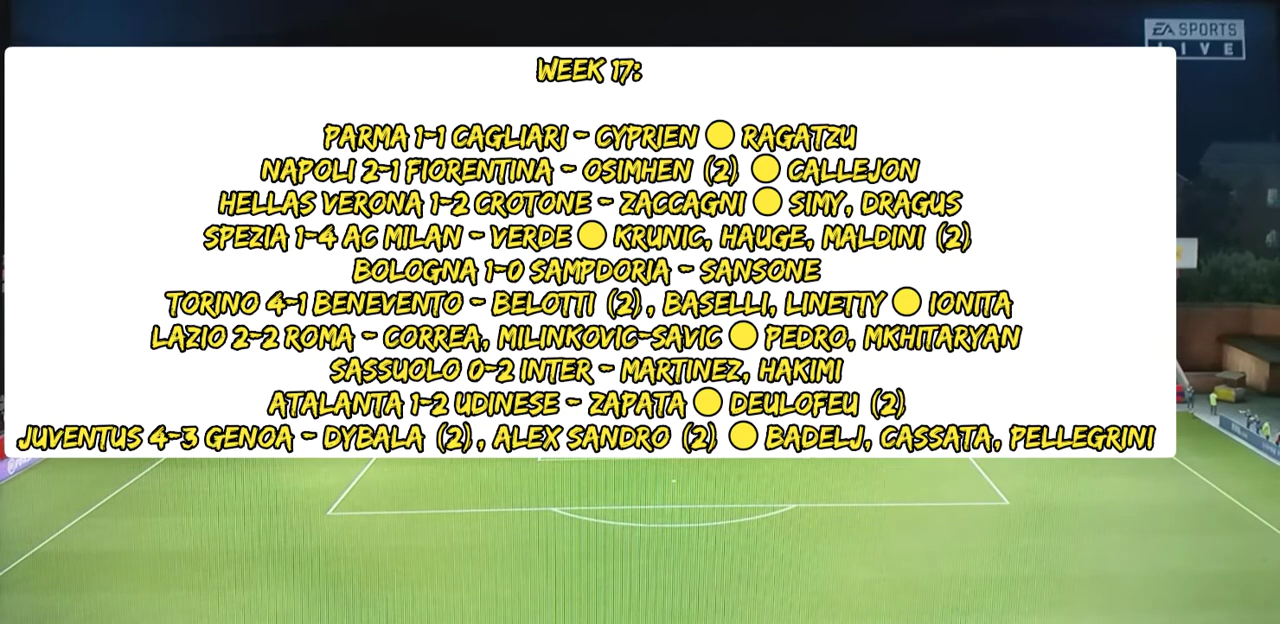 EA SPORTS
LIVE
WEEK 17:
PARMA 1-1 CAGLIARI - CYPRIEN 🟡 RAGATZU
NAPOLI 2-1 FIORENTINA - OSIMHEN (2) 🟡 CALLEJON
HELLAS VERONA 1-2 CROTONE - ZACCAGNI 🟡 SIMY, DRAGUS
SPEZIA 1-4 AC MILAN - VERDE 🟡 KRUNIC, HAUGE, MALDINI (2)
BOLOGNA 1-0 SAMPDORIA - SANSONE
TORINO 4-1 BENEVENTO - BELOTTI (2), BASELLI, LINETTY 🟡 IONITA
LAZIO 2-2 ROMA - CORREA, MILINKOVIC-SAVIC 🟡 PEDRO, MKHITARYAN
SASSUOLO 0-2 INTER - MARTINEZ, HAKIMI
ATALANTA 1-2 UDINESE - ZAPATA 🟡 DEULOFEU (2)
JUVENTUS 4-3 GENOA - DYBALA (2), ALEX SANDRO (2) 🟡 BADELJ, CASSATA, PELLEGRINI